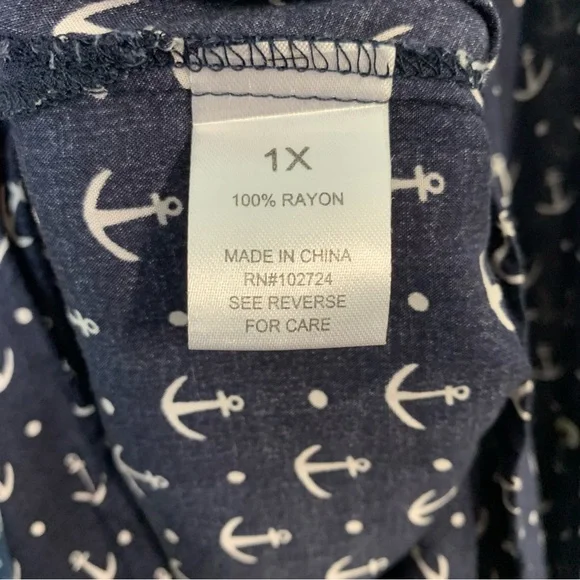 1X
100% RAYON
MADE IN CHINA
RN#102724
SEE REVERSE
FOR CARE